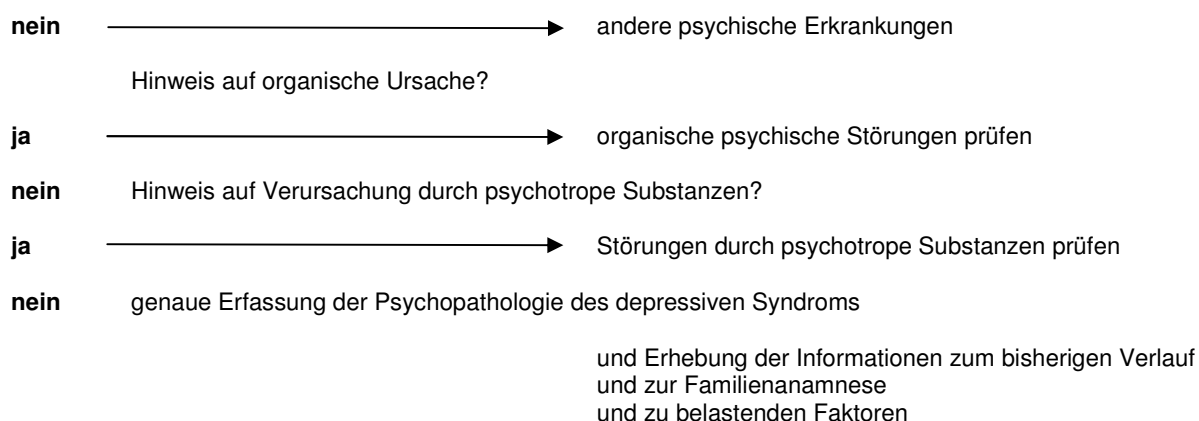 nein andere psychische Erkrankungen
Hinweis auf organische Ursache?
ja organische psychische Störungen prüfen
nein Hinweis auf Verursachung durch psychotrope Substanzen?
ja Störungen durch psychotrope Substanzen prüfen
nein genaue Erfassung der Psychopathologie des depressiven Syndroms
und Erhebung der Informationen zum bisherigen Verlauf
und zur Familienanamnese
und zu belastenden Faktoren